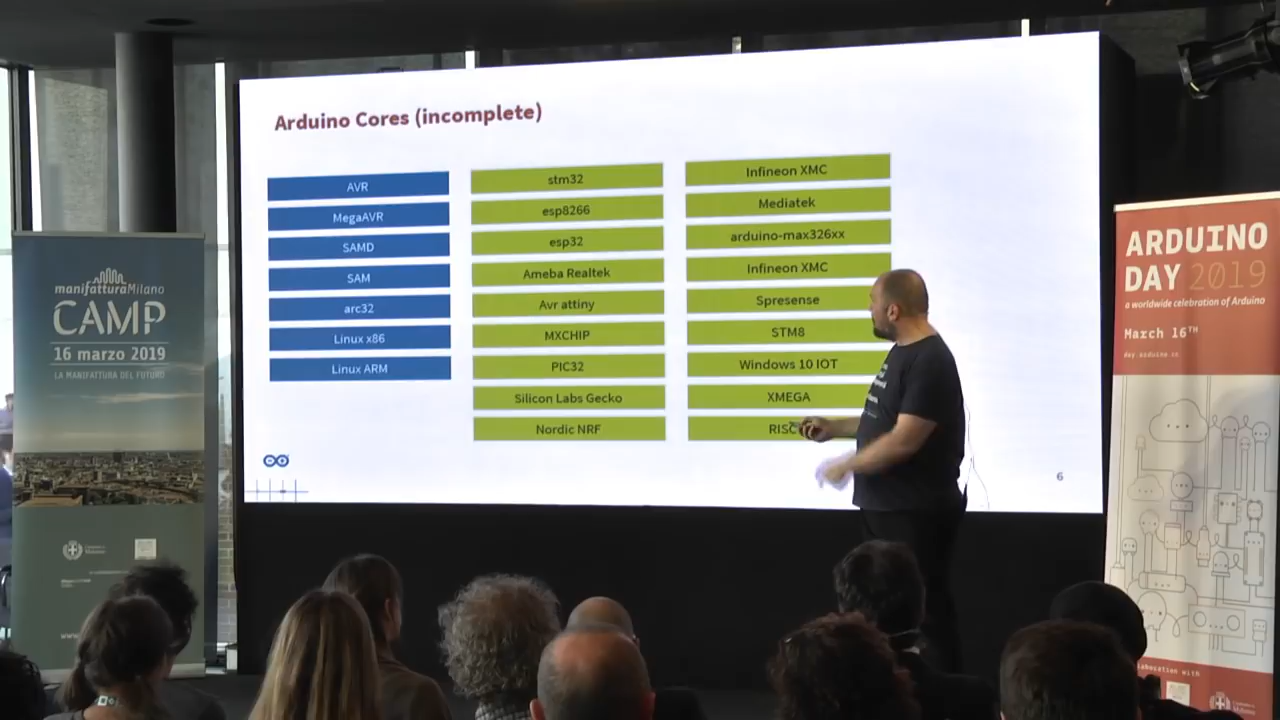 Arduino Cores (incomplete)
AVR
MegaAVR
SAMD
SAM
arc32
Linux x86
Linux ARM
stm32
esp8266
esp32
Ameba Realtek
Avr attiny
MXCHIP
PIC32
Silicon Labs Gecko
Nordic NRF
Infineon XMC
Mediatek
arduino-max326xx
Infineon XMC
Spresense
STM8
Windows 10 IOT
XMEGA
RISC
6
manifatturaMilano
CAMP
16 marzo 2019
LA MANIFATTURA DEL FUTURO
ARDUINO
DAY 2019
a worldwide celebration of Arduino
March 16TH
day.arduino.cc
with